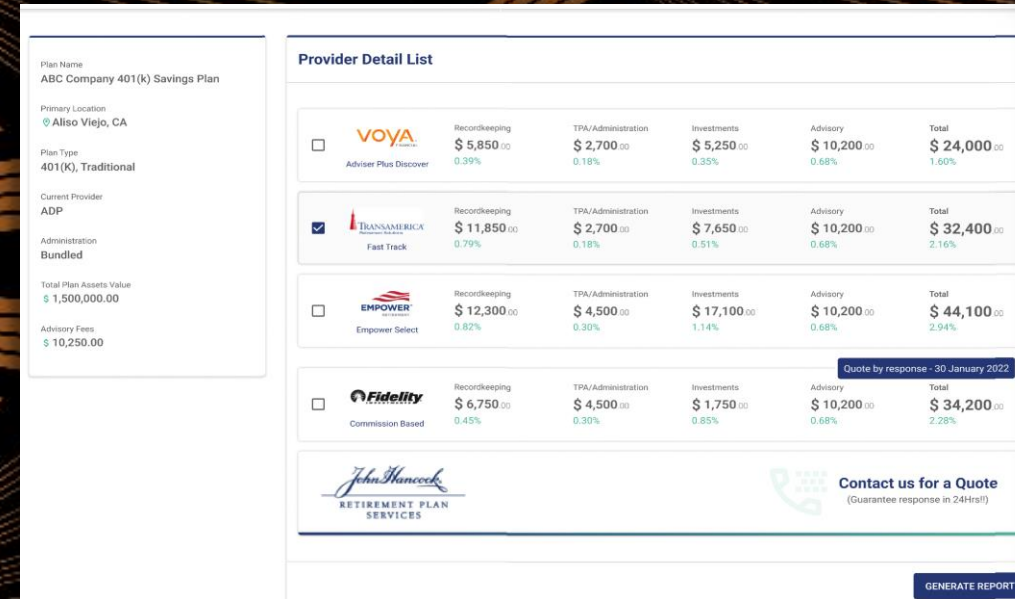 Plan Name
ABC Company 401(k) Savings Plan
Primary Location
Aliso Viejo, CA
Plan Type
401(K), Traditional
Current Provider
ADP
Administration
Bundled
Total Plan Assets Value
$ 1,500,000.00
Advisory Fees
$ 10,250.00
Provider Detail List
VOYA
FINANCIAL
Adviser Plus Discover
Recordkeeping TPA/Administration Investments Advisory Total
$ 5,850.00 $ 2,700.00 $ 5,250.00 $ 10,200.00 $ 24,000.00
0.39% 0.18% 0.35% 0.68% 1.60%
TRANSAMERICA
Retirement Solutions
Fast Track
Recordkeeping TPA/Administration Investments Advisory Total
$ 11,850.00 $ 2,700.00 $ 7,650.00 $ 10,200.00 $ 32,400.00
0.79% 0.18% 0.51% 0.68% 2.16%
EMPOWER
RETIREMENT
Empower Select
Recordkeeping TPA/Administration Investments Advisory Total
$ 12,300.00 $ 4,500.00 $ 17,100.00 $ 10,200.00 $ 44,100.00
0.82% 0.30% 1.14% 0.68% 2.94%
Quote by response - 30 January 2022
Fidelity
INVESTMENTS
Commission Based
Recordkeeping TPA/Administration Investments Advisory Total
$ 6,750.00 $ 4,500.00 $ 1,750.00 $ 10,200.00 $ 34,200.00
0.45% 0.30% 0.85% 0.68% 2.28%
John Hancock
RETIREMENT PLAN
SERVICES
Contact us for a Quote
(Guarantee response in 24Hrs!!)
GENERATE REPORT